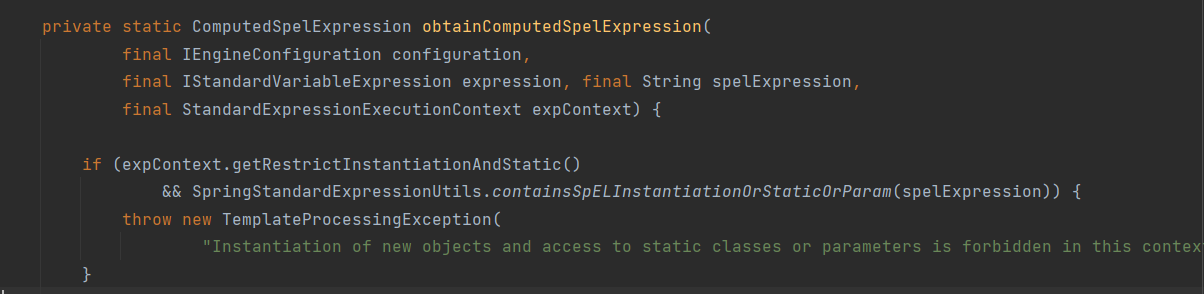 private static ComputedSpelExpression obtainComputedSpelExpression(
final IEngineConfiguration configuration,
final IStandardVariableExpression expression, final String spelExpression,
final StandardExpressionExecutionContext expContext) {
if (expContext.getRestrictInstantiationAndStatic()
&& SpringStandardExpressionUtils.containsSpELInstantiationOrStaticOrParam(spelExpression)) {
throw new TemplateProcessingException(
"Instantiation of new objects and access to static classes or parameters is forbidden in this contex
}